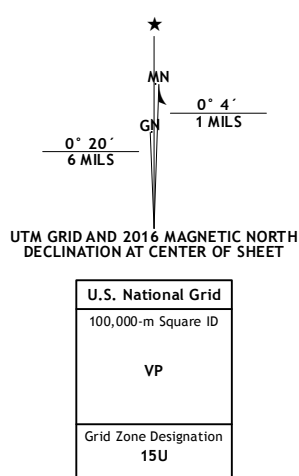 ★
MN
0° 4´
1 MILS
GN
0° 20´
6 MILS
UTM GRID AND 2016 MAGNETIC NORTH
DECLINATION AT CENTER OF SHEET
U.S. National Grid
100,000-m Square ID
VP
Grid Zone Designation
15U